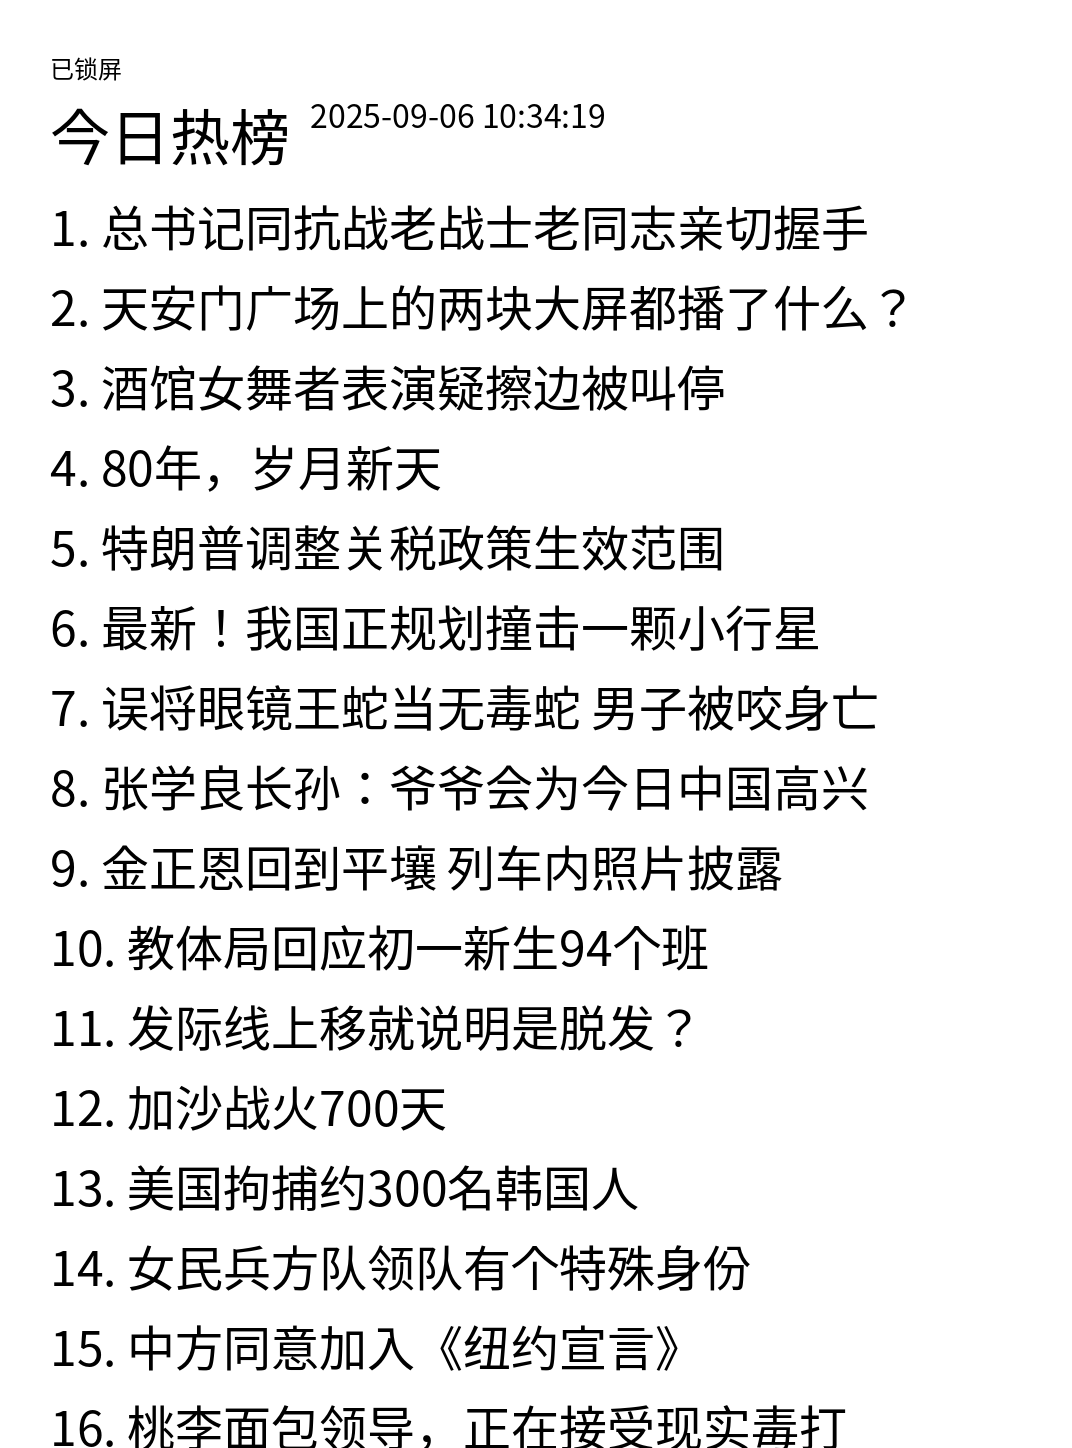 已锁屏
今日热榜 2025-09-06 10:34:19
1. 总书记同抗战老战士老同志亲切握手
2. 天安门广场上的两块大屏都播了什么？
3. 酒馆女舞者表演疑擦边被叫停
4. 80年，岁月新天
5. 特朗普调整关税政策生效范围
6. 最新！我国正规划撞击一颗小行星
7. 误将眼镜王蛇当无毒蛇 男子被咬身亡
8. 张学良长孙：爷爷会为今日中国高兴
9. 金正恩回到平壤 列车内照片披露
10. 教体局回应初一新生94个班
11. 发际线上移就说明是脱发？
12. 加沙战火700天
13. 美国拘捕约300名韩国人
14. 女民兵方队领队有个特殊身份
15. 中方同意加入《纽约宣言》
16. 桃李面包领导，正在接受现实毒打